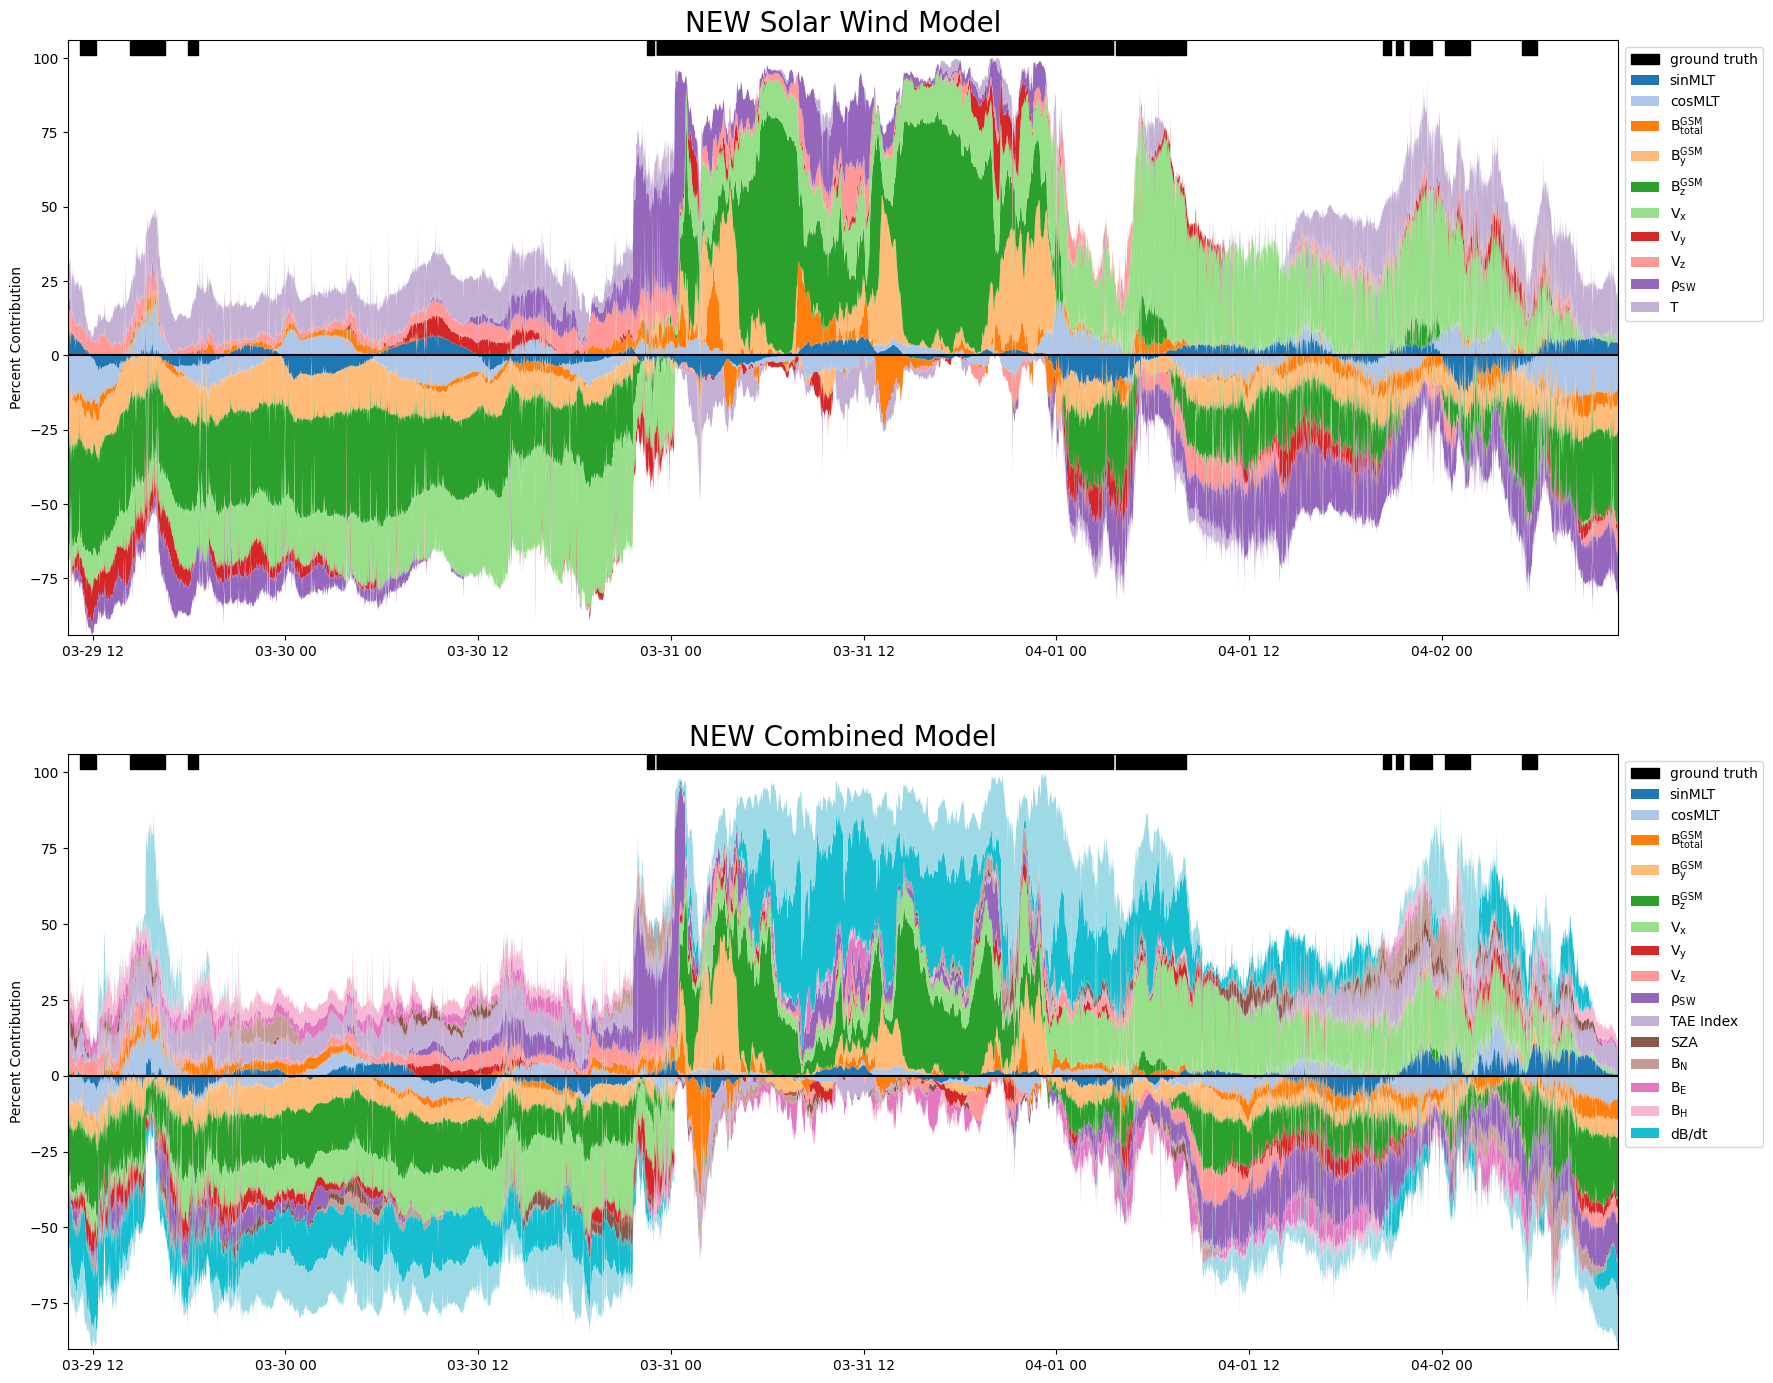 NEW Solar Wind Model
Percent Contribution
100
75
50
25
0
−25
−50
−75
03-29 12
03-30 00
03-30 12
03-31 00
03-31 12
04-01 00
04-01 12
04-02 00
ground truth
sinMLT
cosMLT
B_total^GSM
B_y^GSM
B_z^GSM
V_x
V_y
V_z
ρ_SW
T
NEW Combined Model
Percent Contribution
100
75
50
25
0
−25
−50
−75
03-29 12
03-30 00
03-30 12
03-31 00
03-31 12
04-01 00
04-01 12
04-02 00
ground truth
sinMLT
cosMLT
B_total^GSM
B_y^GSM
B_z^GSM
V_x
V_y
V_z
ρ_SW
TAE Index
SZA
B_N
B_E
B_H
dB/dt